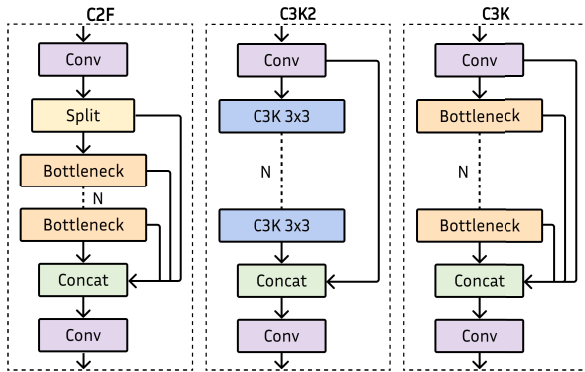 C2F
Conv
Split
Bottleneck
N
Bottleneck
Concat
Conv
C3K2
Conv
C3K 3x3
N
C3K 3x3
Concat
Conv
C3K
Conv
Bottleneck
N
Bottleneck
Concat
Conv